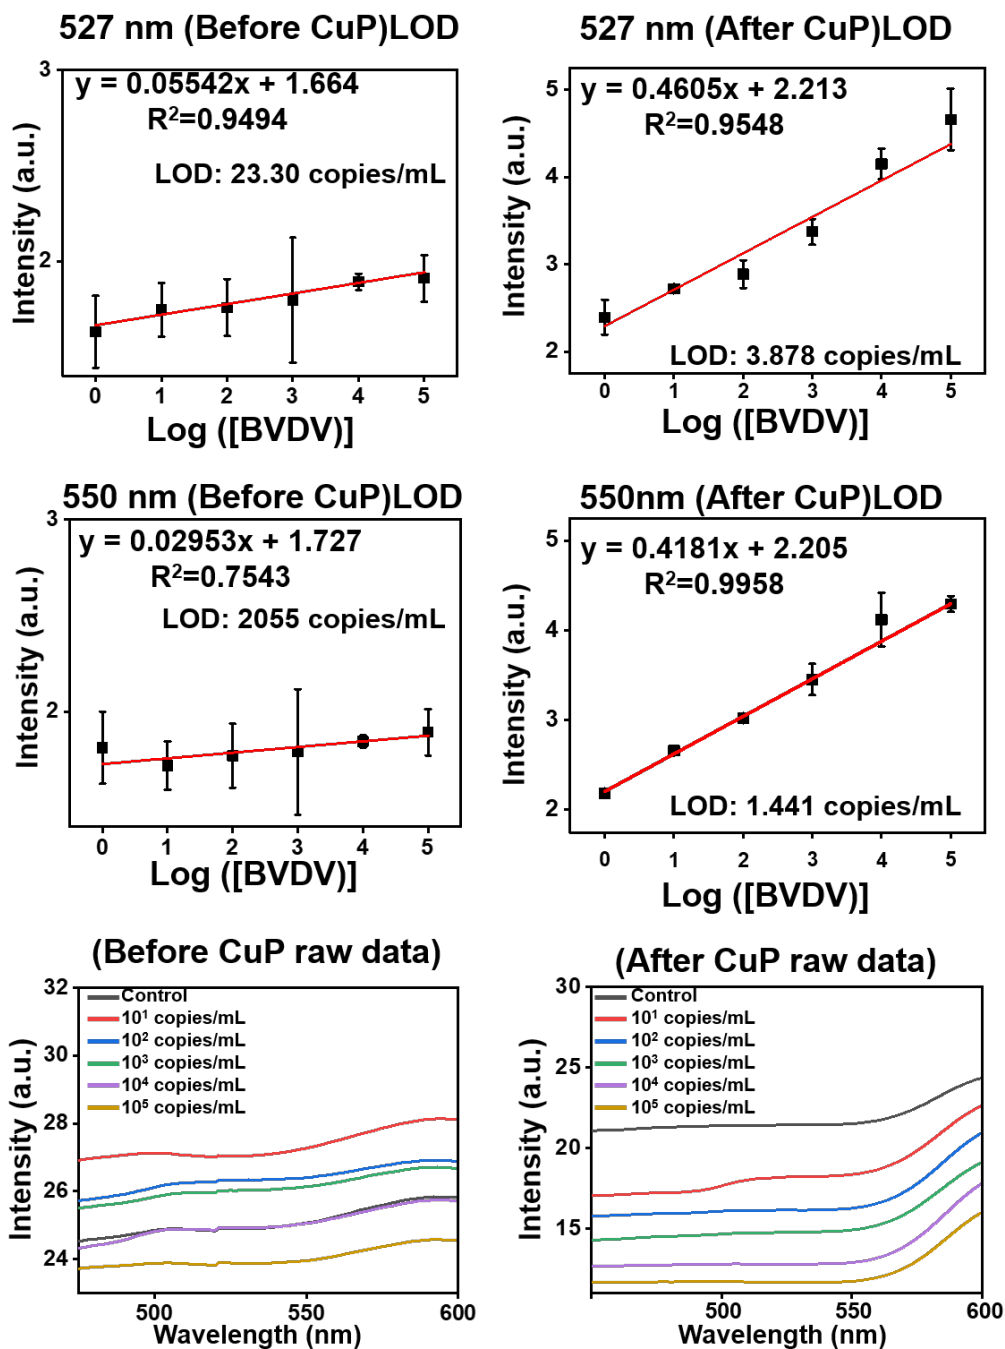 527 nm (Before CuP)LOD
y = 0.05542x + 1.664
R²=0.9494
LOD: 23.30 copies/mL
3
2
Intensity (a.u.)
0 1 2 3 4 5
Log ([BVDV)]
527 nm (After CuP)LOD
y = 0.4605x + 2.213
R²=0.9548
LOD: 3.878 copies/mL
5
4
3
2
Intensity (a.u.)
0 1 2 3 4 5
Log ([BVDV)]
550 nm (Before CuP)LOD
y = 0.02953x + 1.727
R²=0.7543
LOD: 2055 copies/mL
3
2
Intensity (a.u.)
0 1 2 3 4 5
Log ([BVDV)]
550nm (After CuP)LOD
y = 0.4181x + 2.205
R²=0.9958
LOD: 1.441 copies/mL
5
4
3
2
Intensity (a.u.)
0 1 2 3 4 5
Log ([BVDV)]
(Before CuP raw data)
Control
10¹ copies/mL
10² copies/mL
10³ copies/mL
10⁴ copies/mL
10⁵ copies/mL
32
30
28
26
24
Intensity (a.u.)
500 550 600
Wavelength (nm)
(After CuP raw data)
Control
10¹ copies/mL
10² copies/mL
10³ copies/mL
10⁴ copies/mL
10⁵ copies/mL
30
25
20
15
Intensity (a.u.)
500 550 600
Wavelength (nm)